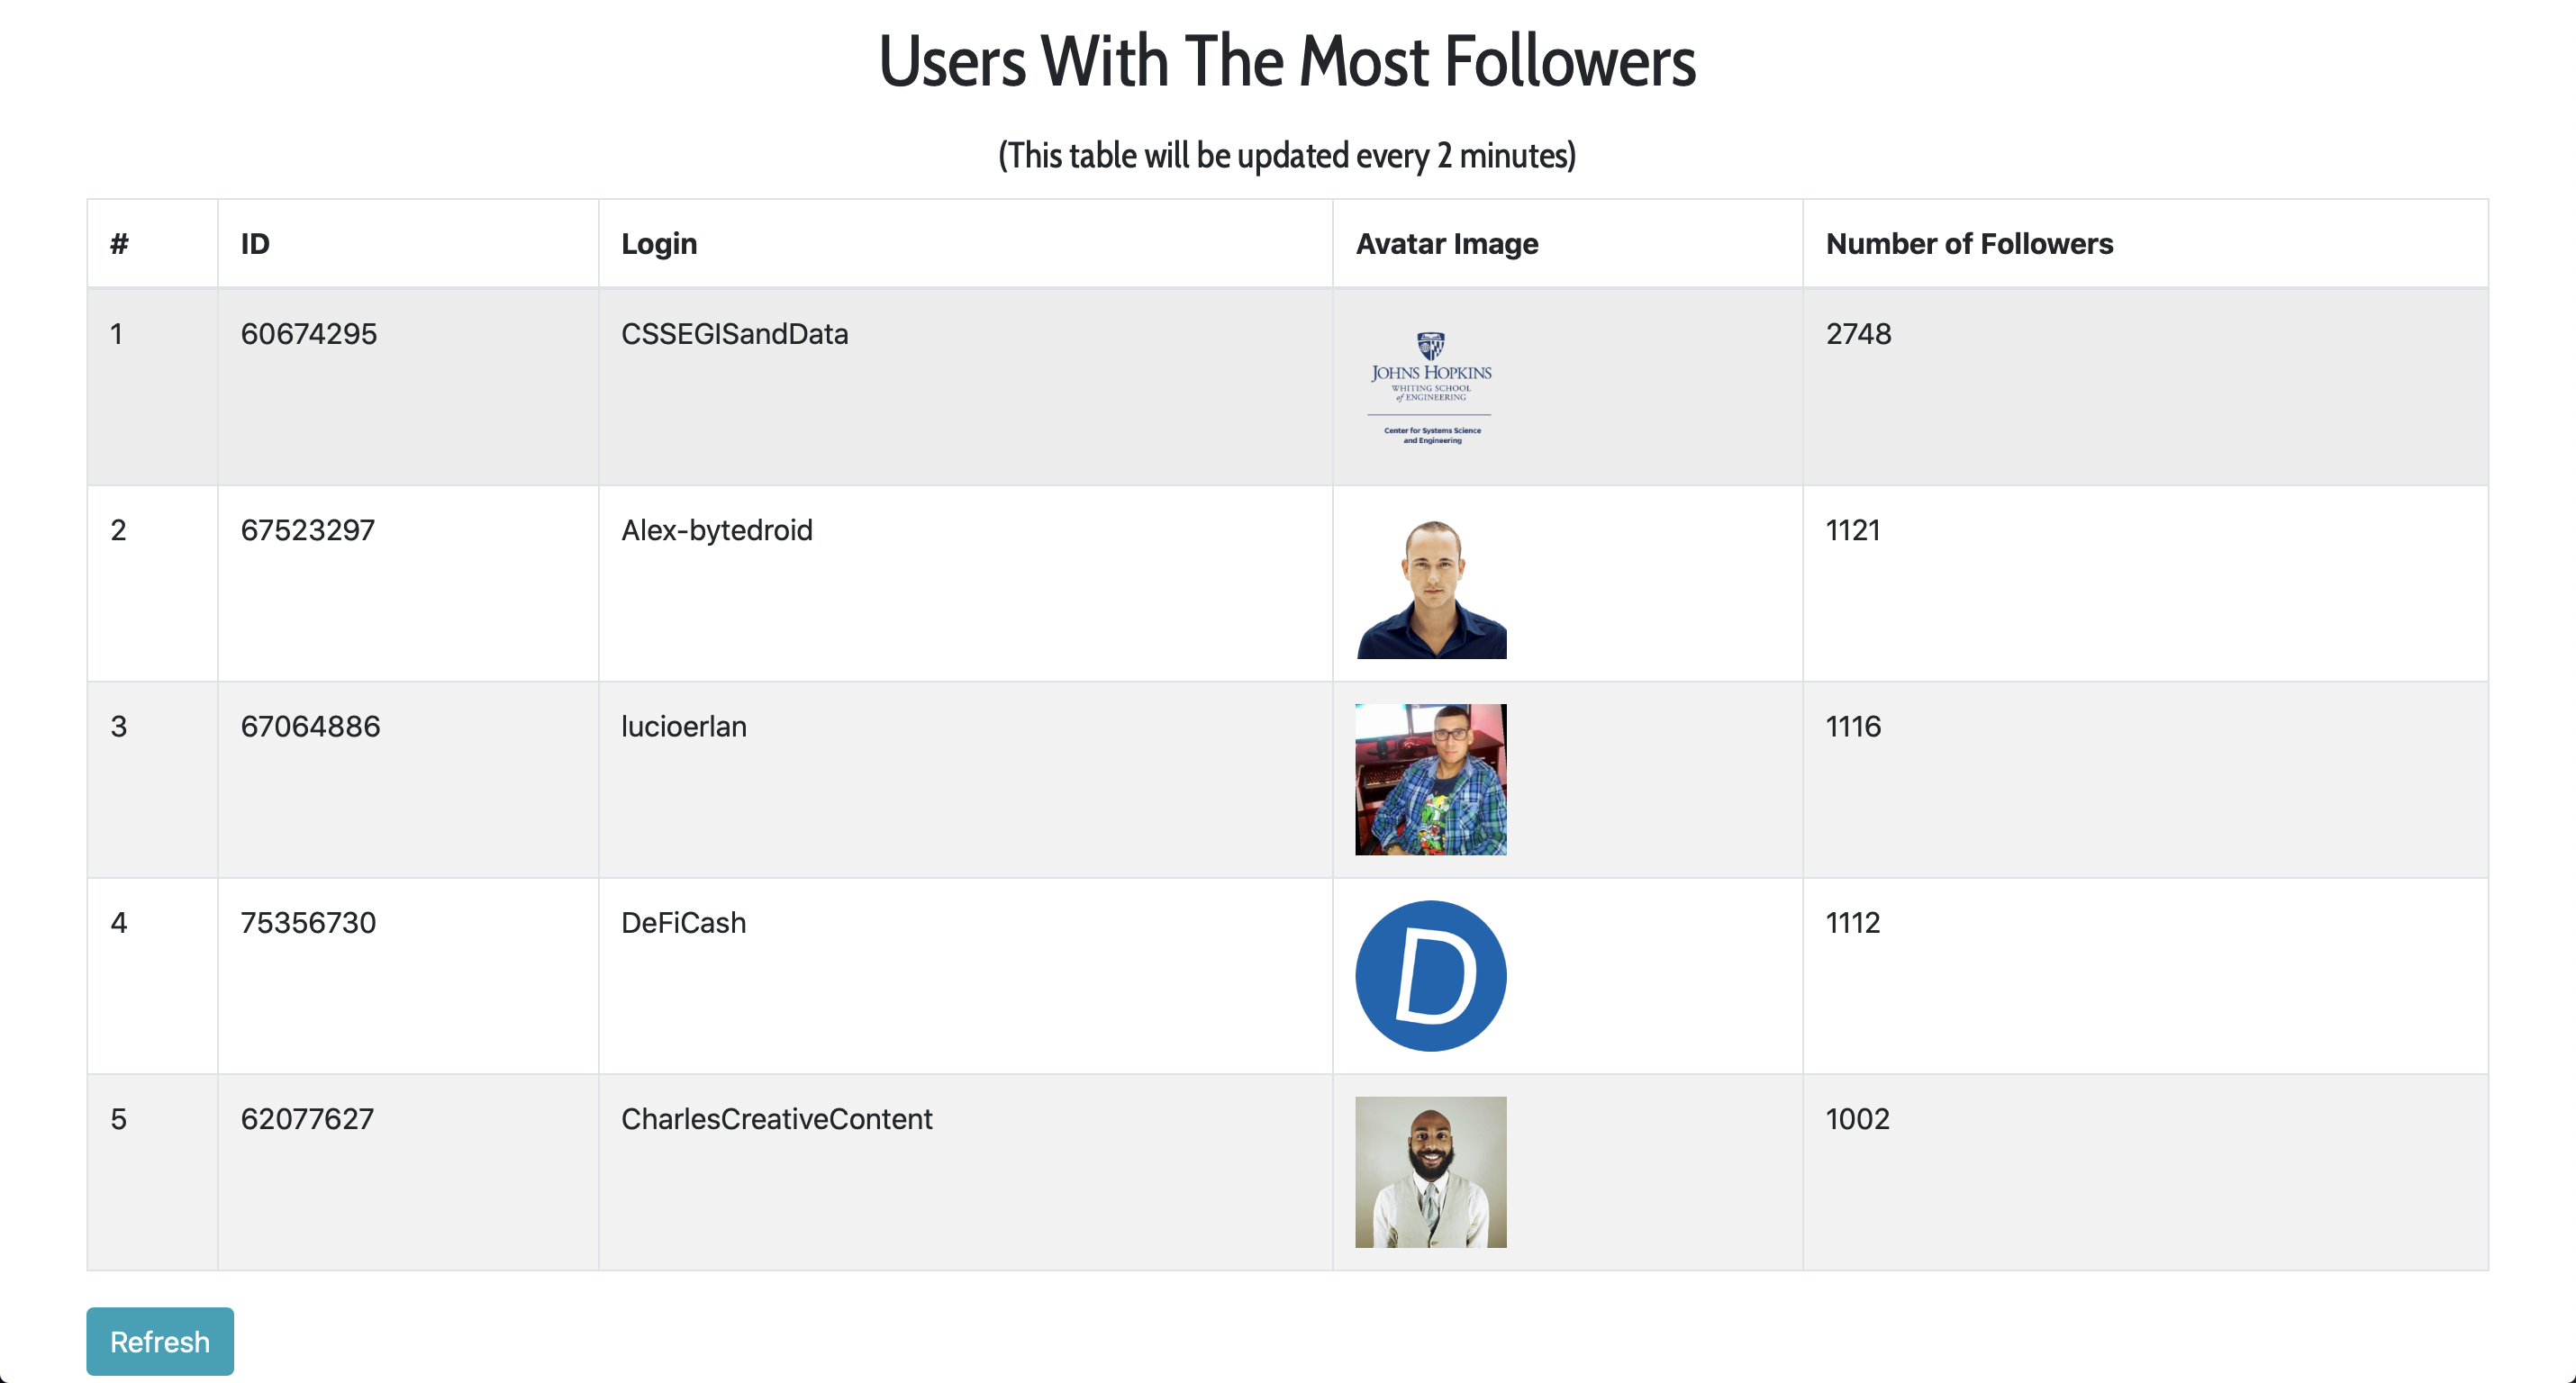 Users With The Most Followers
(This table will be updated every 2 minutes)
# ID Login Avatar Image Number of Followers
1 60674295 CSSEGISandData 2748
JOHNS HOPKINS
WHITING SCHOOL
of ENGINEERING
Center for Systems Science
and Engineering
2 67523297 Alex-bytedroid 1121
3 67064886 lucioerlan 1116
4 75356730 DeFiCash 1112
D
5 62077627 CharlesCreativeContent 1002
Refresh